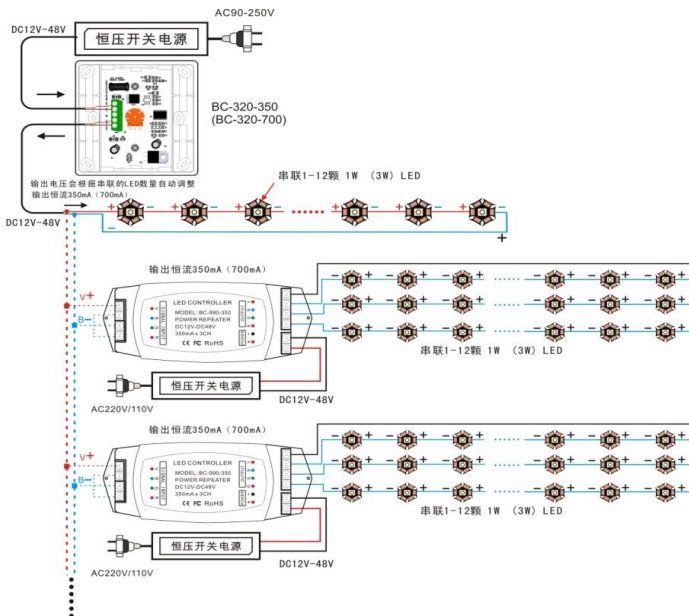 AC90-250V
DC12V-48V
恒压开关电源
BC-320-350
(BC-320-700)
输出电压会根据串联的LED数量自动调整
输出恒流350mA（700mA）
串联1-12颗 1W （3W）LED
DC12V-48V
+ - + - + - + - + - + -
-
+
输出恒流350mA（700mA）
V+
B-
LED CONTROLLER
MODEL: BC-990-350
POWER REPEATER
DC12V-DC48V
350mA x 3CH
CE FC RoHS
- + - + - + - + - + - +
- + - + - + - + - + - +
- + - + - + - + - + - +
串联1-12颗 1W （3W）LED
恒压开关电源
DC12V-48V
AC220V/110V
输出恒流350mA（700mA）
V+
B-
LED CONTROLLER
MODEL: BC-990-350
POWER REPEATER
DC12V-DC48V
350mA x 3CH
CE FC RoHS
- + - + - + - + - + - +
- + - + - + - + - + - +
- + - + - + - + - + - +
串联1-12颗 1W （3W）LED
恒压开关电源
DC12V-48V
AC220V/110V